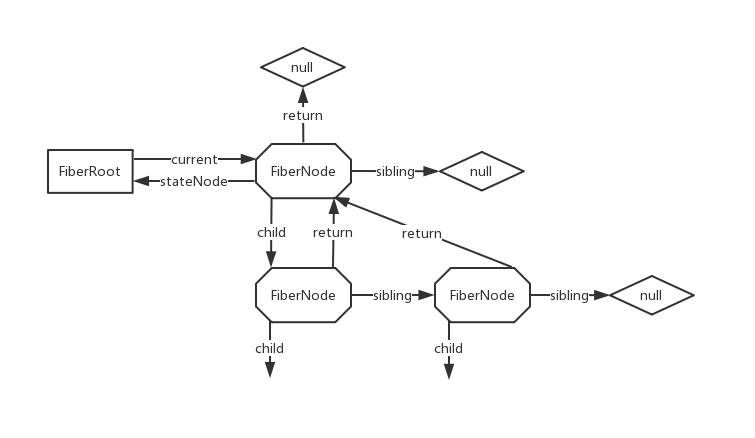 null
return
FiberRoot
current
stateNode
FiberNode
sibling
null
child
return
return
FiberNode
sibling
FiberNode
sibling
null
child
child